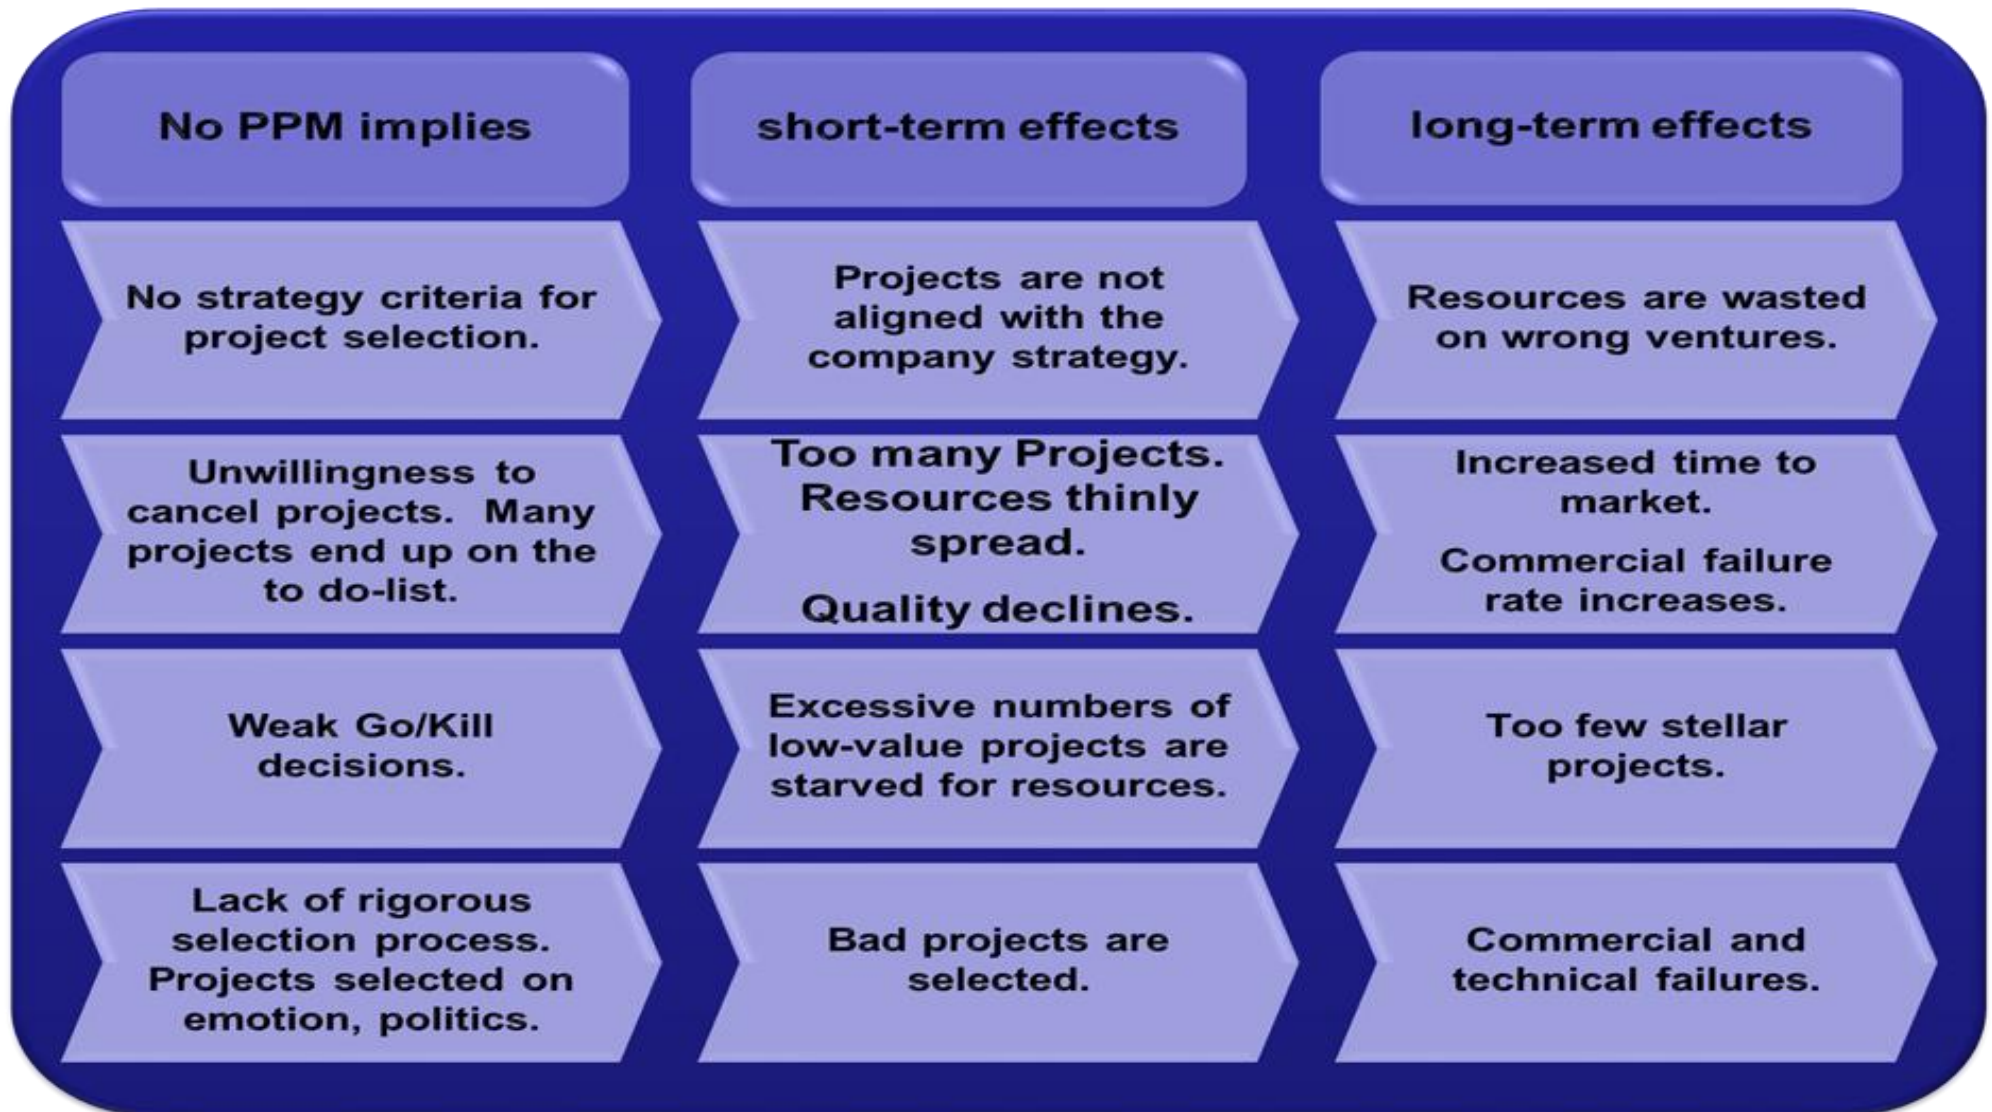 No PPM implies
short-term effects
long-term effects
No strategy criteria for
project selection.
Projects are not
aligned with the
company strategy.
Resources are wasted
on wrong ventures.
Unwillingness to
cancel projects.  Many
projects end up on the
to do-list.
Too many Projects.
Resources thinly
spread.
Quality declines.
Increased time to
market.
Commercial failure
rate increases.
Weak Go/Kill
decisions.
Excessive numbers of
low-value projects are
starved for resources.
Too few stellar
projects.
Lack of rigorous
selection process.
Projects selected on
emotion, politics.
Bad projects are
selected.
Commercial and
technical failures.